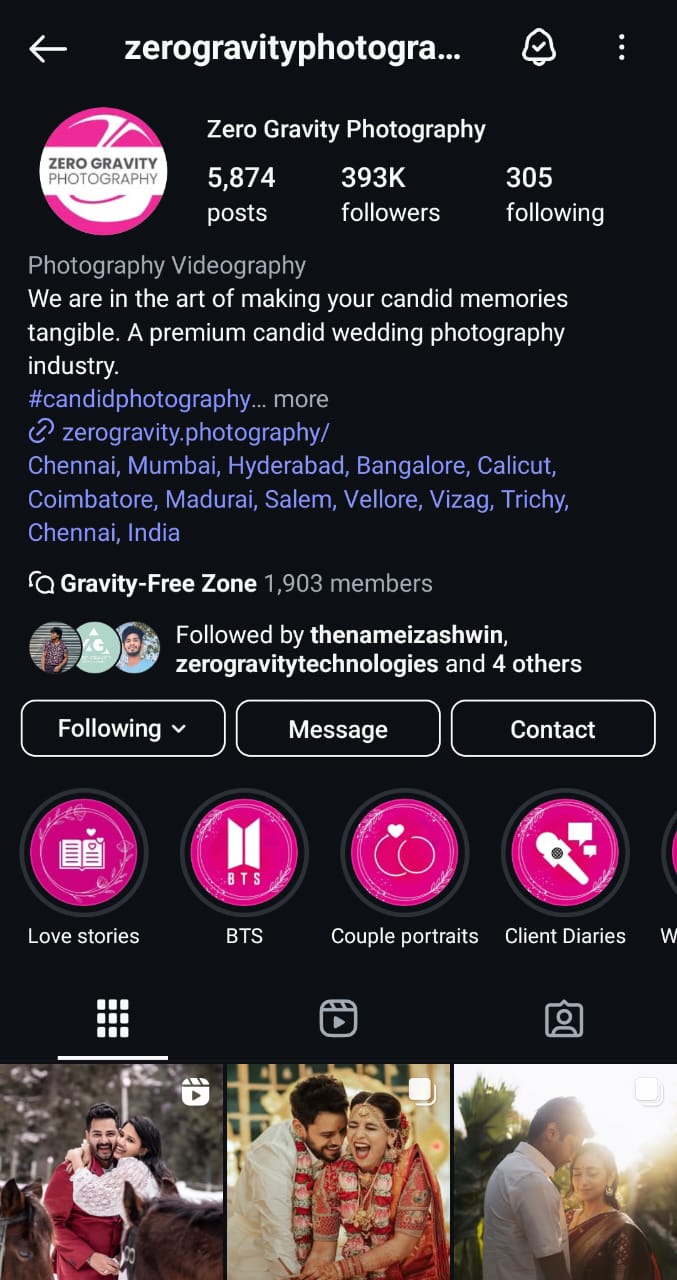 zerogravityphotogra...
Zero Gravity Photography
ZERO GRAVITY
PHOTOGRAPHY
5,874 393K 305
posts followers following
Photography Videography
We are in the art of making your candid memories
tangible. A premium candid wedding photography
industry.
#candidphotography... more
zerogravity.photography/
Chennai, Mumbai, Hyderabad, Bangalore, Calicut,
Coimbatore, Madurai, Salem, Vellore, Vizag, Trichy,
Chennai, India
Gravity-Free Zone 1,903 members
Followed by thenameizashwin,
zerogravitytechnologies and 4 others
Following Message Contact
BTS
Love stories BTS Couple portraits Client Diaries W